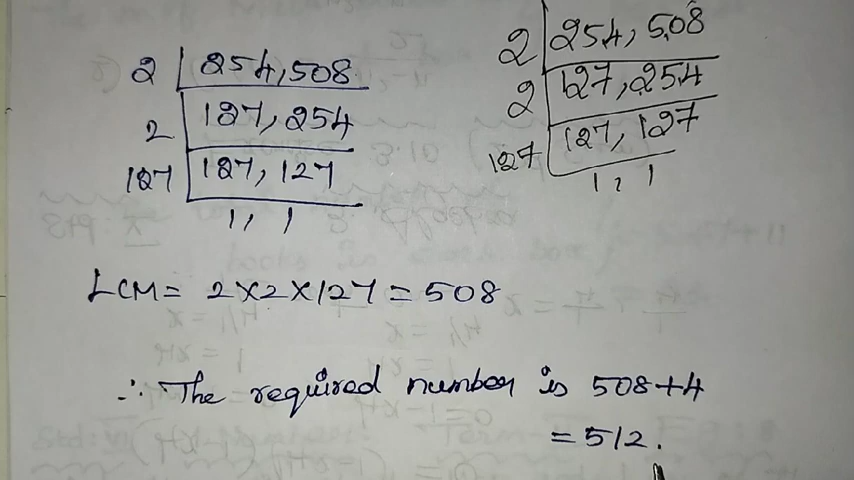 2 | 254, 508
2 | 127, 254
127 | 127, 127
1, 1
2 | 254, 508
2 | 127, 254
127 | 127, 127
1, 1
LCM = 2×2×127 = 508
∴ The required number is 508+4
= 512.